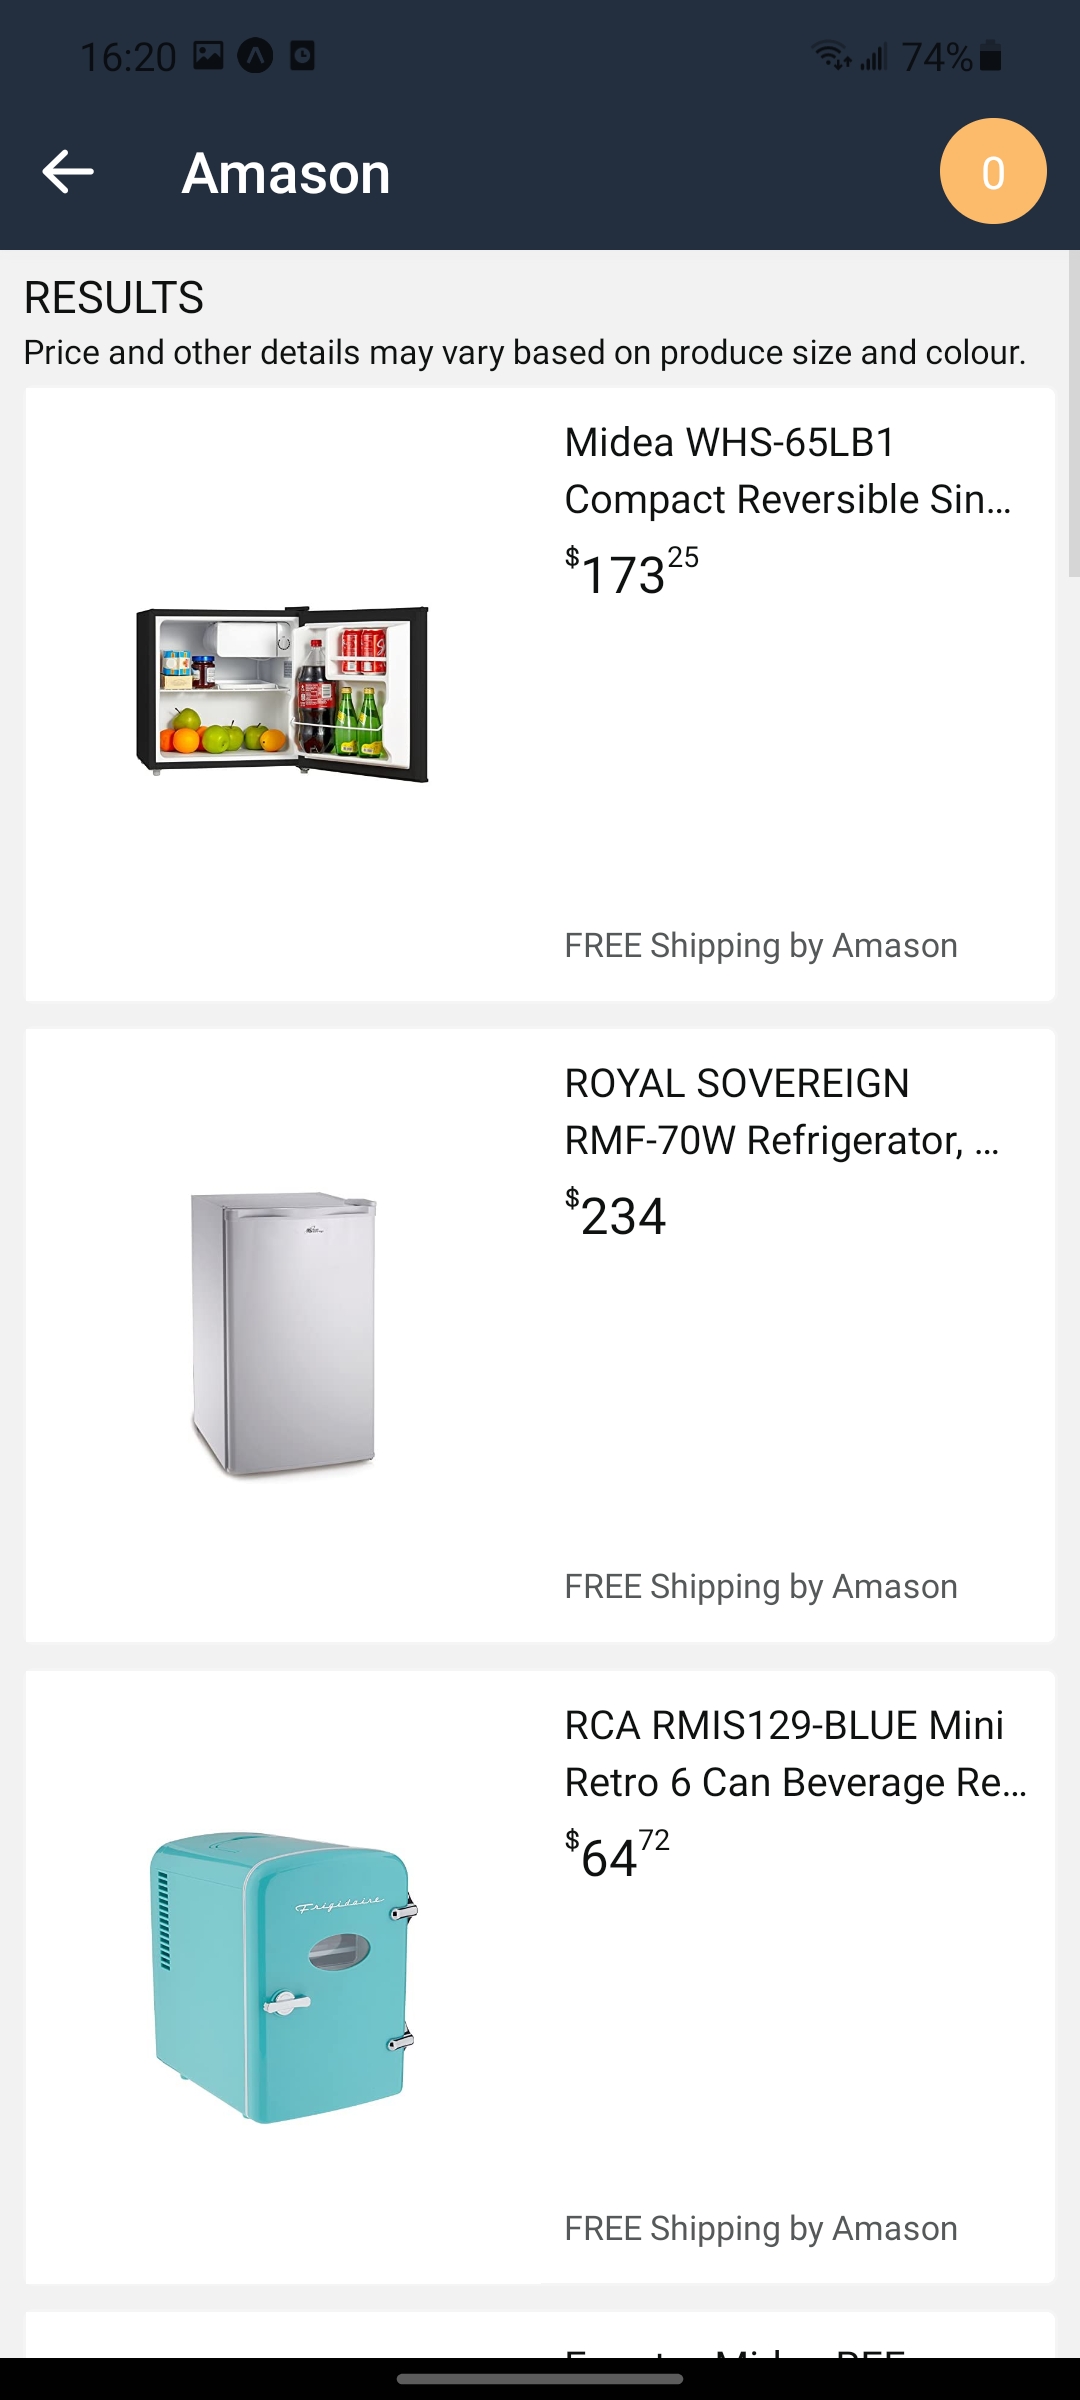 16:20 74%
Amason 0
RESULTS
Price and other details may vary based on produce size and colour.
Midea WHS-65LB1
Compact Reversible Sin...
$173 25
FREE Shipping by Amason
ROYAL SOVEREIGN
RMF-70W Refrigerator, ...
$234
FREE Shipping by Amason
RCA RMIS129-BLUE Mini
Retro 6 Can Beverage Re...
$64 72
Frigidaire
FREE Shipping by Amason